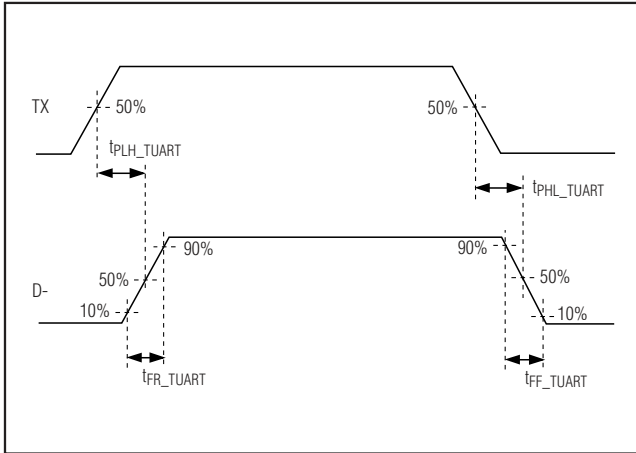 TX
50%
50%
tPLH_TUART
tPHL_TUART
90%
90%
D-
50%
50%
10%
10%
tFR_TUART
tFF_TUART